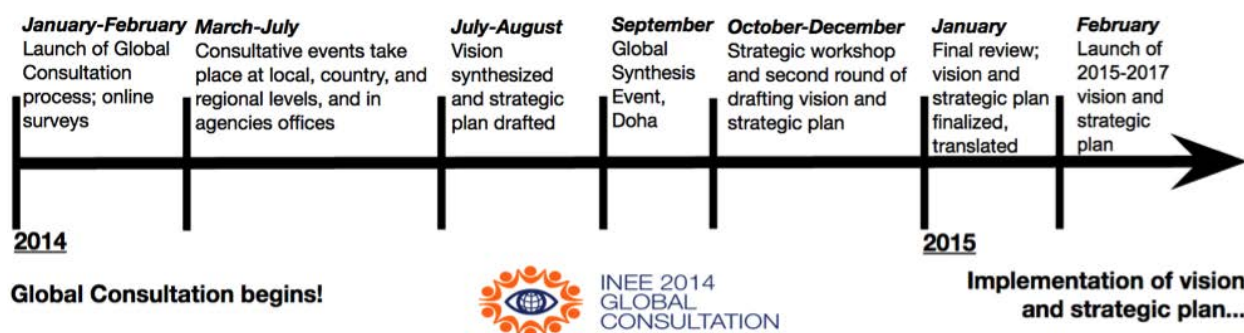 January-February
Launch of Global
Consultation
process; online
surveys
March-July
Consultative events take
place at local, country, and
regional levels, and in
agencies offices
July-August
Vision
synthesized
and strategic
plan drafted
September
Global
Synthesis
Event,
Doha
October-December
Strategic workshop
and second round of
drafting vision and
strategic plan
January
Final review;
vision and
strategic plan
finalized,
translated
February
Launch of
2015-2017
vision and
strategic
plan
2014
2015
Global Consultation begins!
INEE 2014
GLOBAL
CONSULTATION
Implementation of vision
and strategic plan...